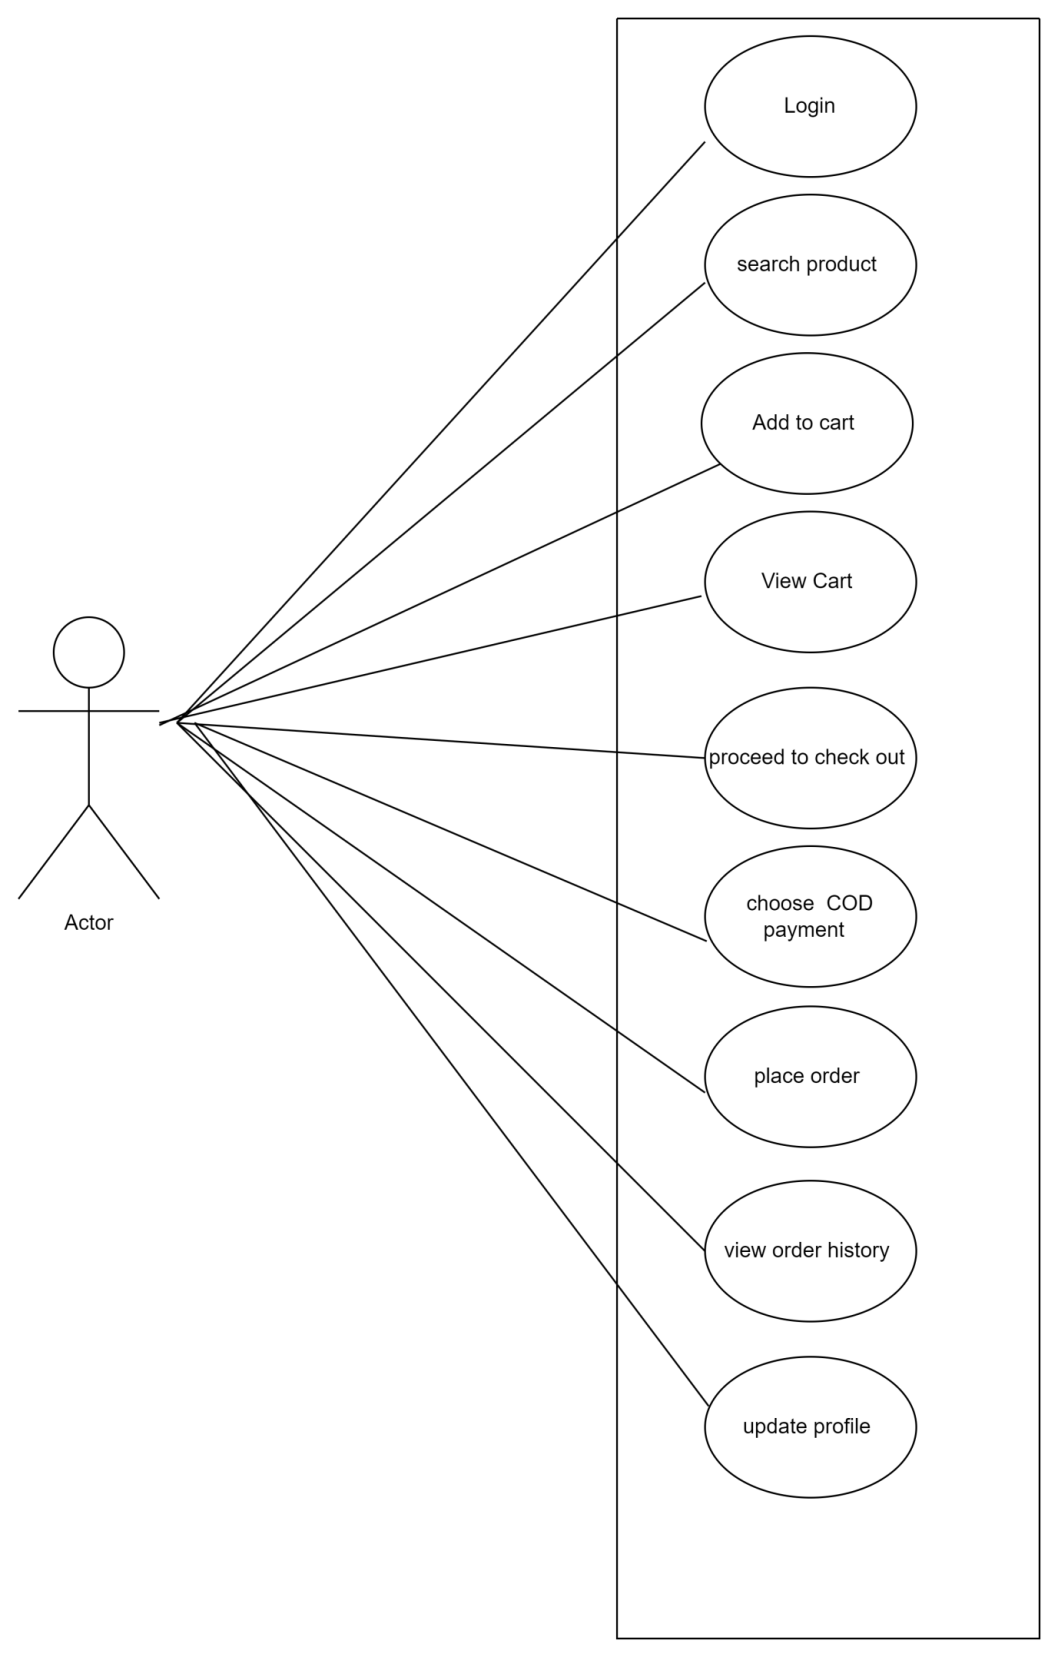 Login
search product
Add to cart
View Cart
proceed to check out
Actor
choose  COD
payment
place order
view order history
update profile